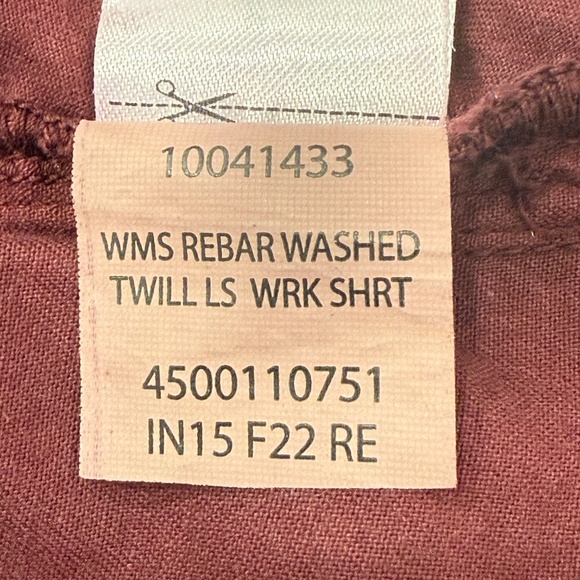 10041433
WMS REBAR WASHED
TWILL LS WRK SHRT
4500110751
IN15 F22 RE